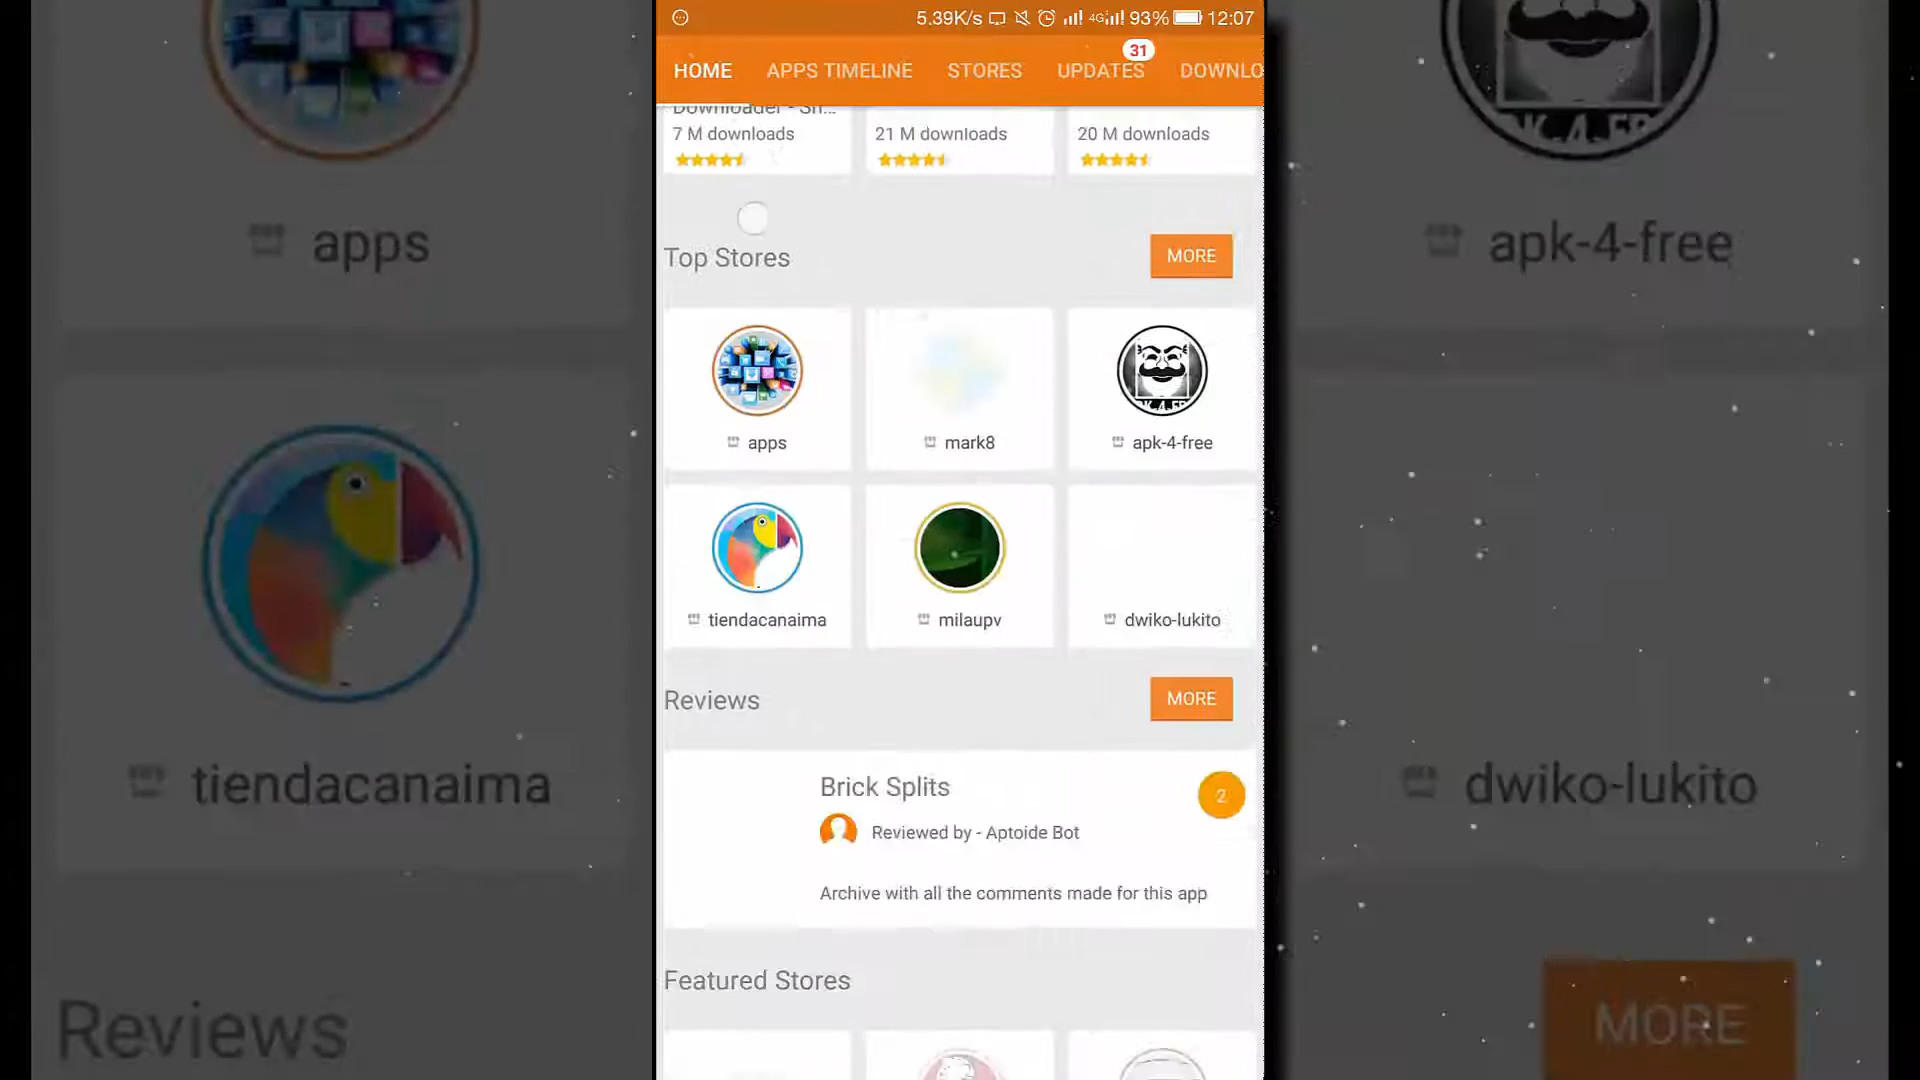 5.39K/s 4G 93% 12:07
HOME APPS TIMELINE STORES UPDATES 31 DOWNLO
Downloader - Sh...
7 M downloads 21 M downloads 20 M downloads
Top Stores MORE
apps mark8 apk-4-free
tiendacanaima milaupv dwiko-lukito
Reviews MORE
Brick Splits 2
Reviewed by - Aptoide Bot
Archive with all the comments made for this app
Featured Stores
apps apk-4-free
tiendacanaima dwiko-lukito
Reviews MORE